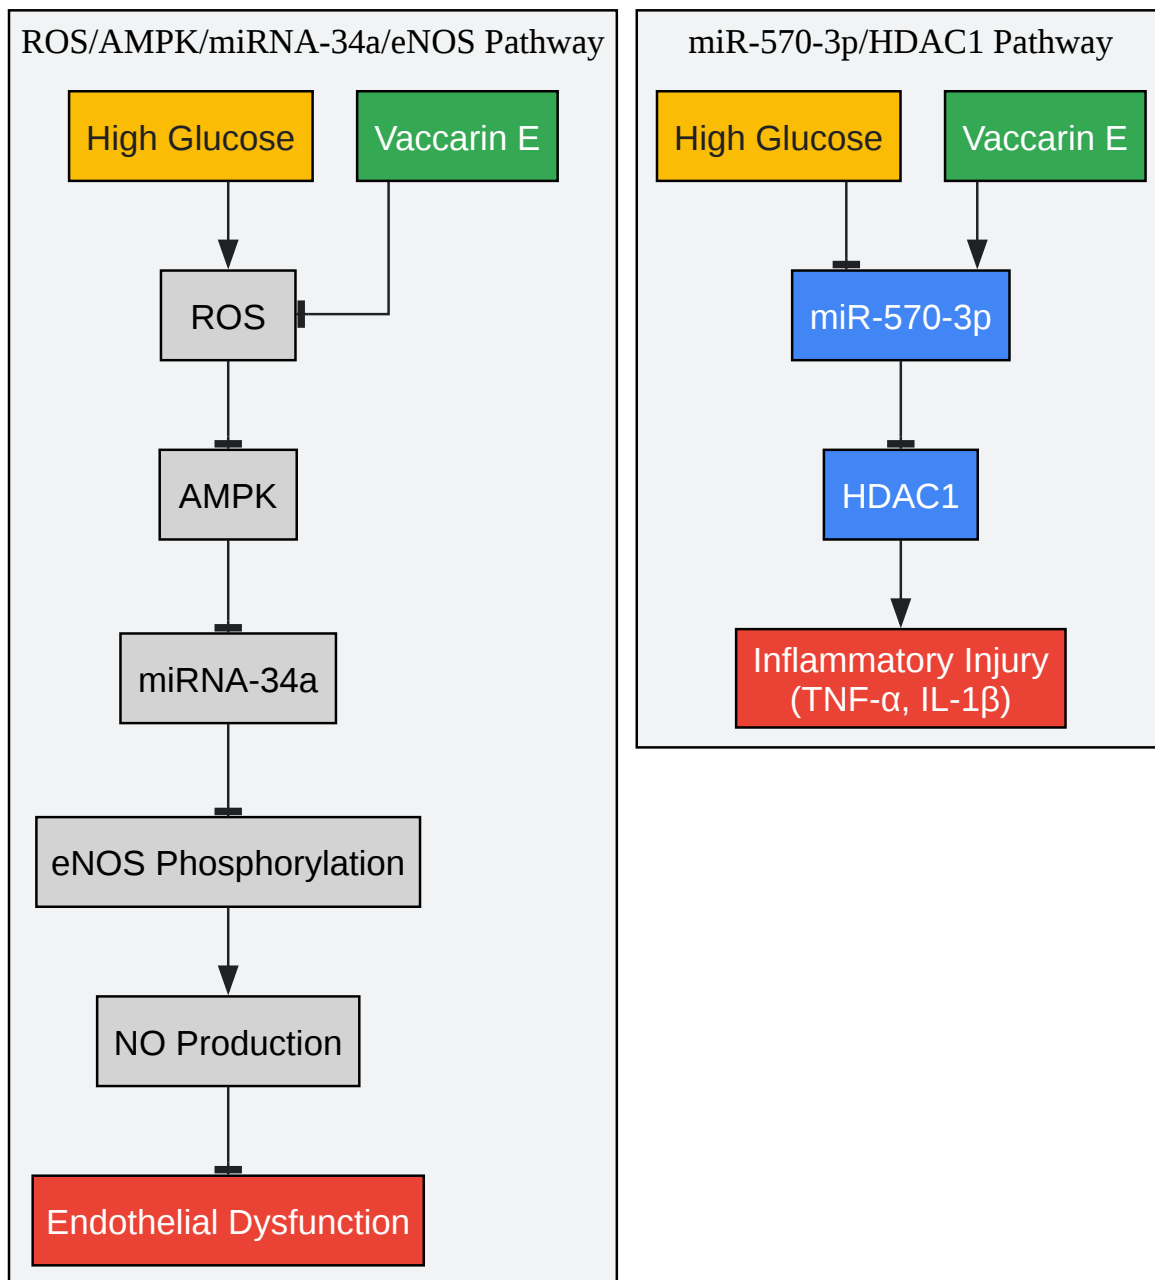 ROS/AMPK/miRNA-34a/eNOS Pathway
High Glucose
Vaccarin E
ROS
AMPK
miRNA-34a
eNOS Phosphorylation
NO Production
Endothelial Dysfunction
miR-570-3p/HDAC1 Pathway
High Glucose
Vaccarin E
miR-570-3p
HDAC1
Inflammatory Injury
(TNF-α, IL-1β)